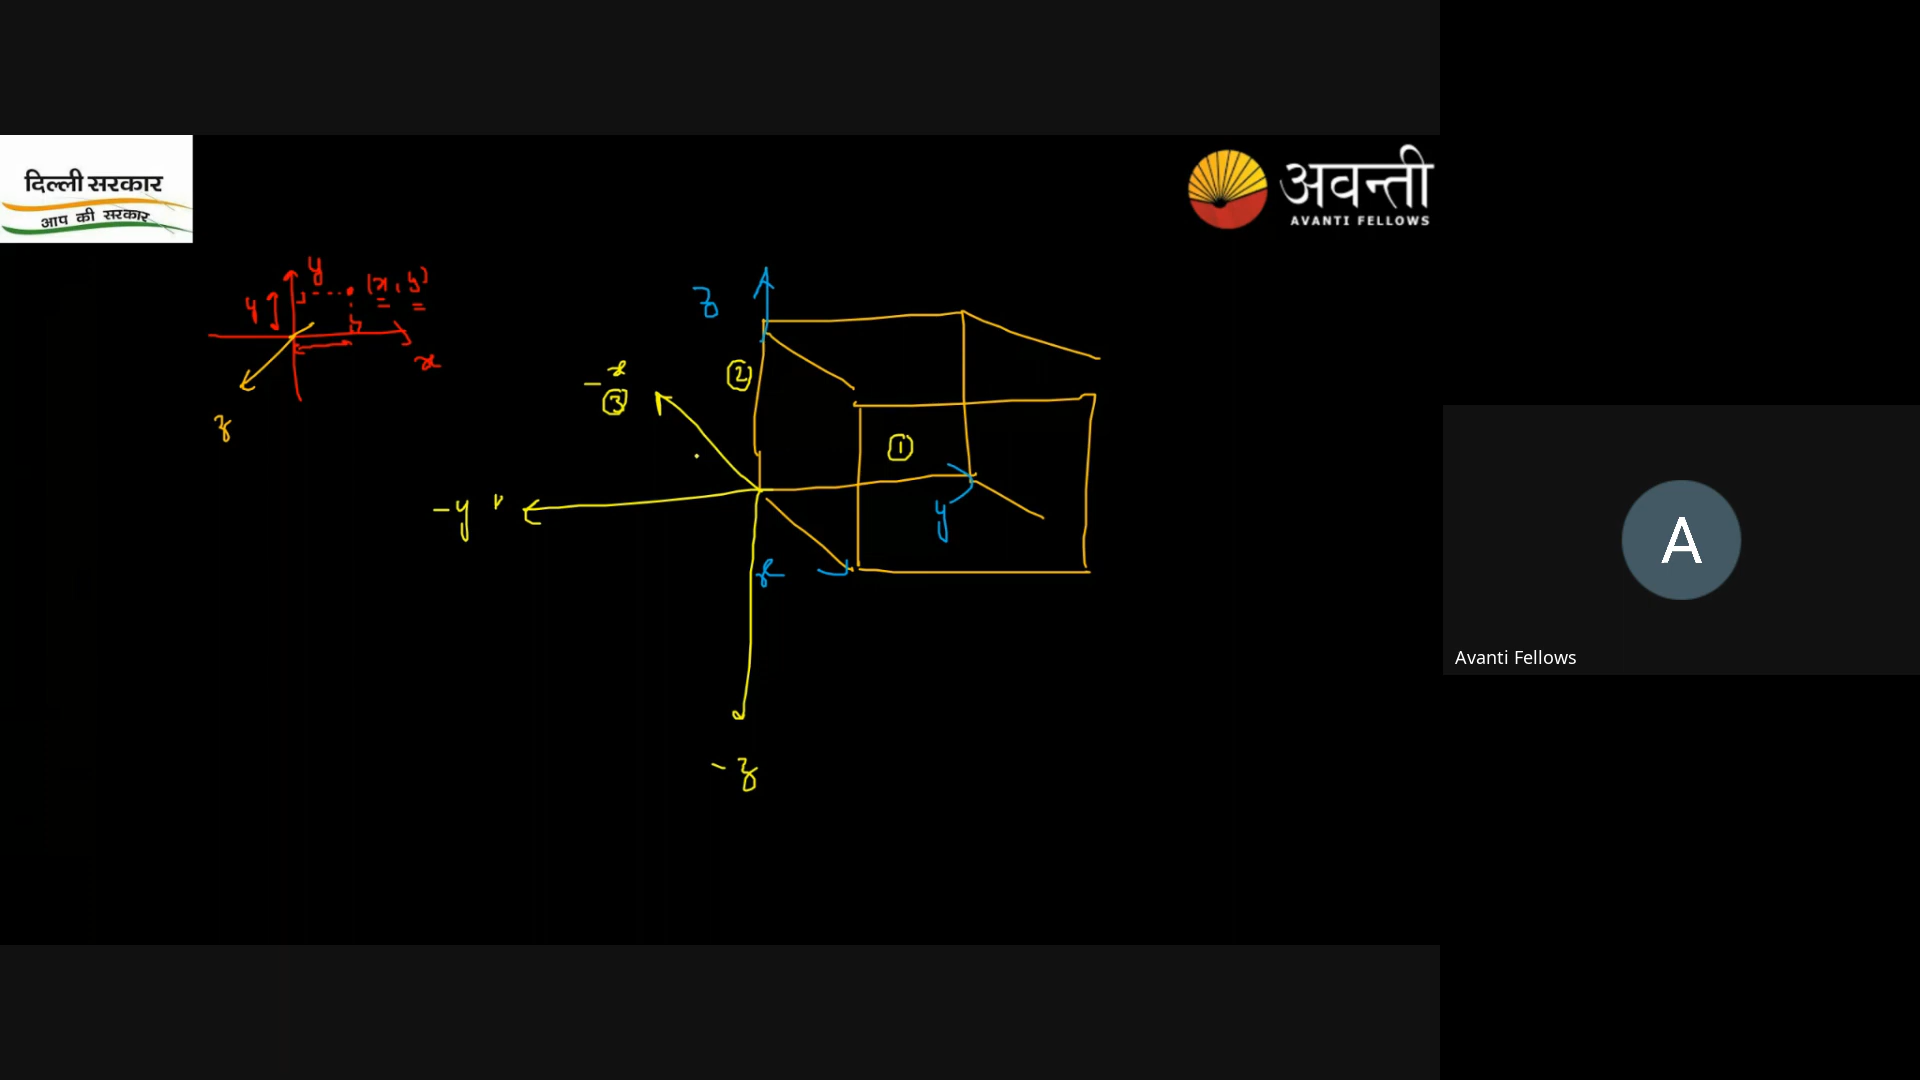 दिल्ली सरकार
आप की सरकार
अवन्ती
AVANTI FELLOWS
y
(x, y)
y
x
z
z
-x
③
②
①
-y
y
x
-z
A
Avanti Fellows